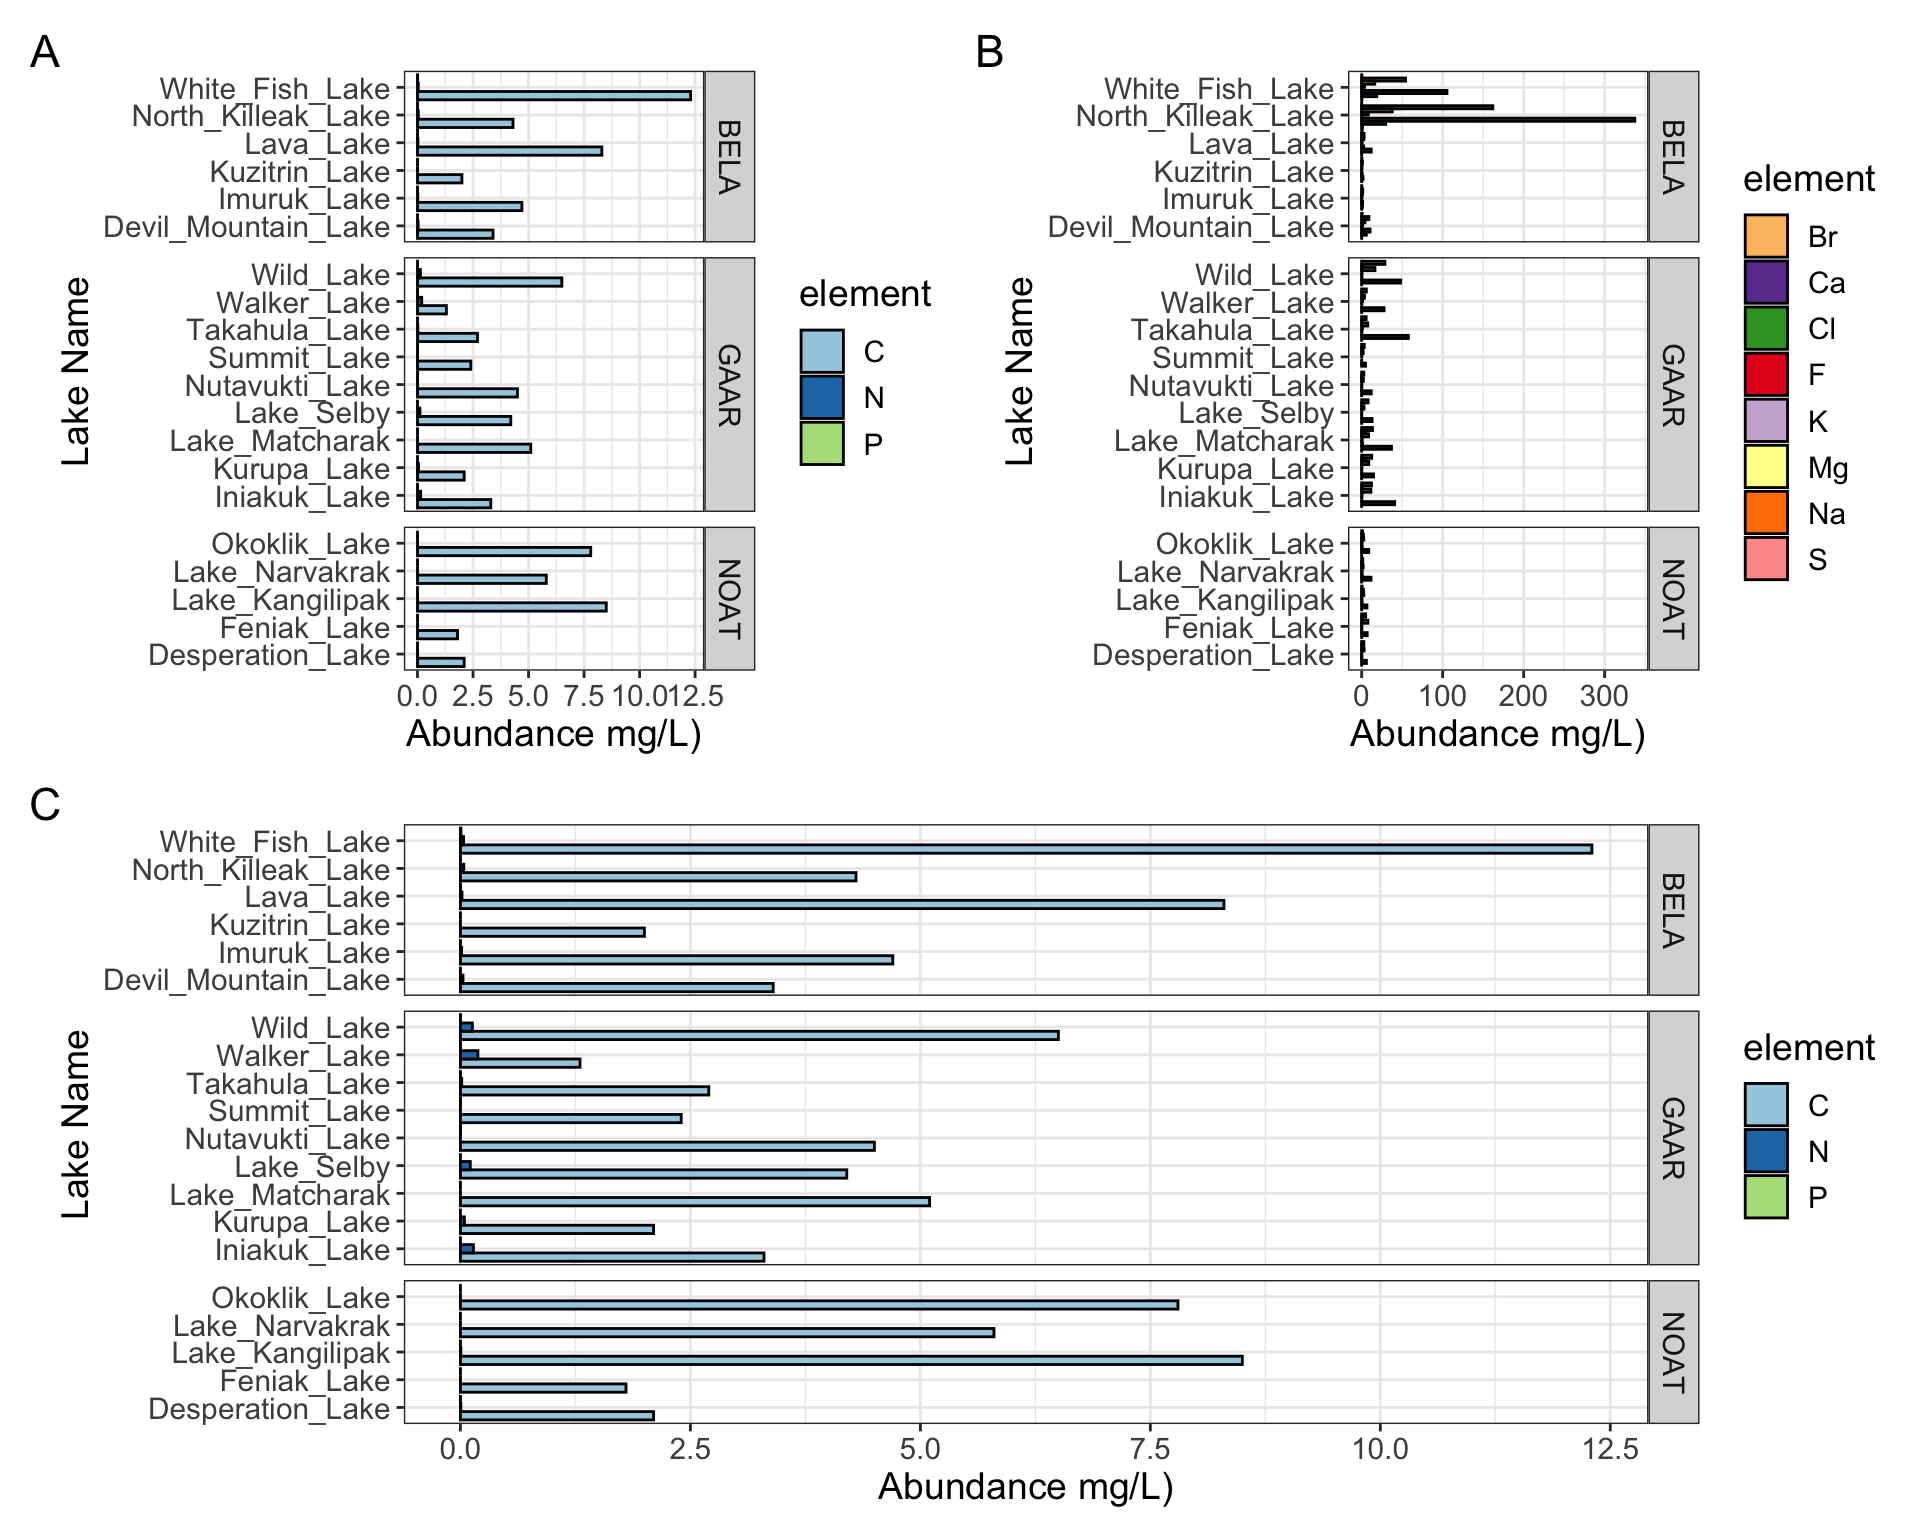 A
White_Fish_Lake
North_Killeak_Lake
Lava_Lake
Kuzitrin_Lake
Imuruk_Lake
Devil_Mountain_Lake
BELA
Wild_Lake
Walker_Lake
Takahula_Lake
Summit_Lake
Nutavukti_Lake
Lake_Selby
Lake_Matcharak
Kurupa_Lake
Iniakuk_Lake
GAAR
Okoklik_Lake
Lake_Narvakrak
Lake_Kangilipak
Feniak_Lake
Desperation_Lake
NOAT
Lake Name
0.0 2.5 5.0 7.5 10.0 12.5
Abundance mg/L)
element
C
N
P
B
White_Fish_Lake
North_Killeak_Lake
Lava_Lake
Kuzitrin_Lake
Imuruk_Lake
Devil_Mountain_Lake
BELA
Wild_Lake
Walker_Lake
Takahula_Lake
Summit_Lake
Nutavukti_Lake
Lake_Selby
Lake_Matcharak
Kurupa_Lake
Iniakuk_Lake
GAAR
Okoklik_Lake
Lake_Narvakrak
Lake_Kangilipak
Feniak_Lake
Desperation_Lake
NOAT
Lake Name
0 100 200 300
Abundance mg/L)
element
Br
Ca
Cl
F
K
Mg
Na
S
C
White_Fish_Lake
North_Killeak_Lake
Lava_Lake
Kuzitrin_Lake
Imuruk_Lake
Devil_Mountain_Lake
BELA
Wild_Lake
Walker_Lake
Takahula_Lake
Summit_Lake
Nutavukti_Lake
Lake_Selby
Lake_Matcharak
Kurupa_Lake
Iniakuk_Lake
GAAR
Okoklik_Lake
Lake_Narvakrak
Lake_Kangilipak
Feniak_Lake
Desperation_Lake
NOAT
Lake Name
0.0 2.5 5.0 7.5 10.0 12.5
Abundance mg/L)
element
C
N
P